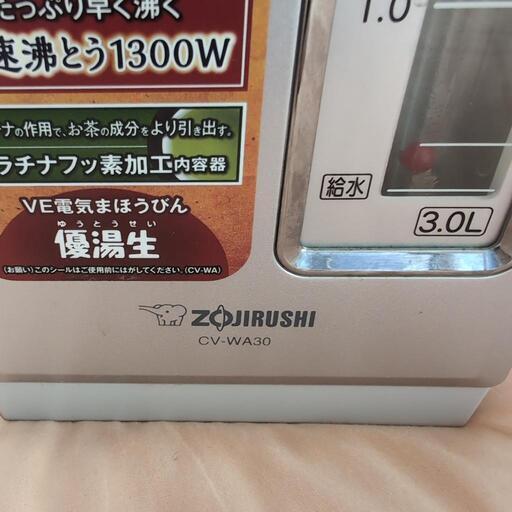 たっぷり早く沸く
速沸とう1300W
ナの作用で、お茶の成分をより引き出す。
ラチナフッ素加工内容器
VE電気まほうびん
ゆうとうせい
優湯生
(お願い)このシールはご使用前にはがしてください。(CV-WA)
1.0
給水
3.0L
ZOJIRUSHI
CV-WA30